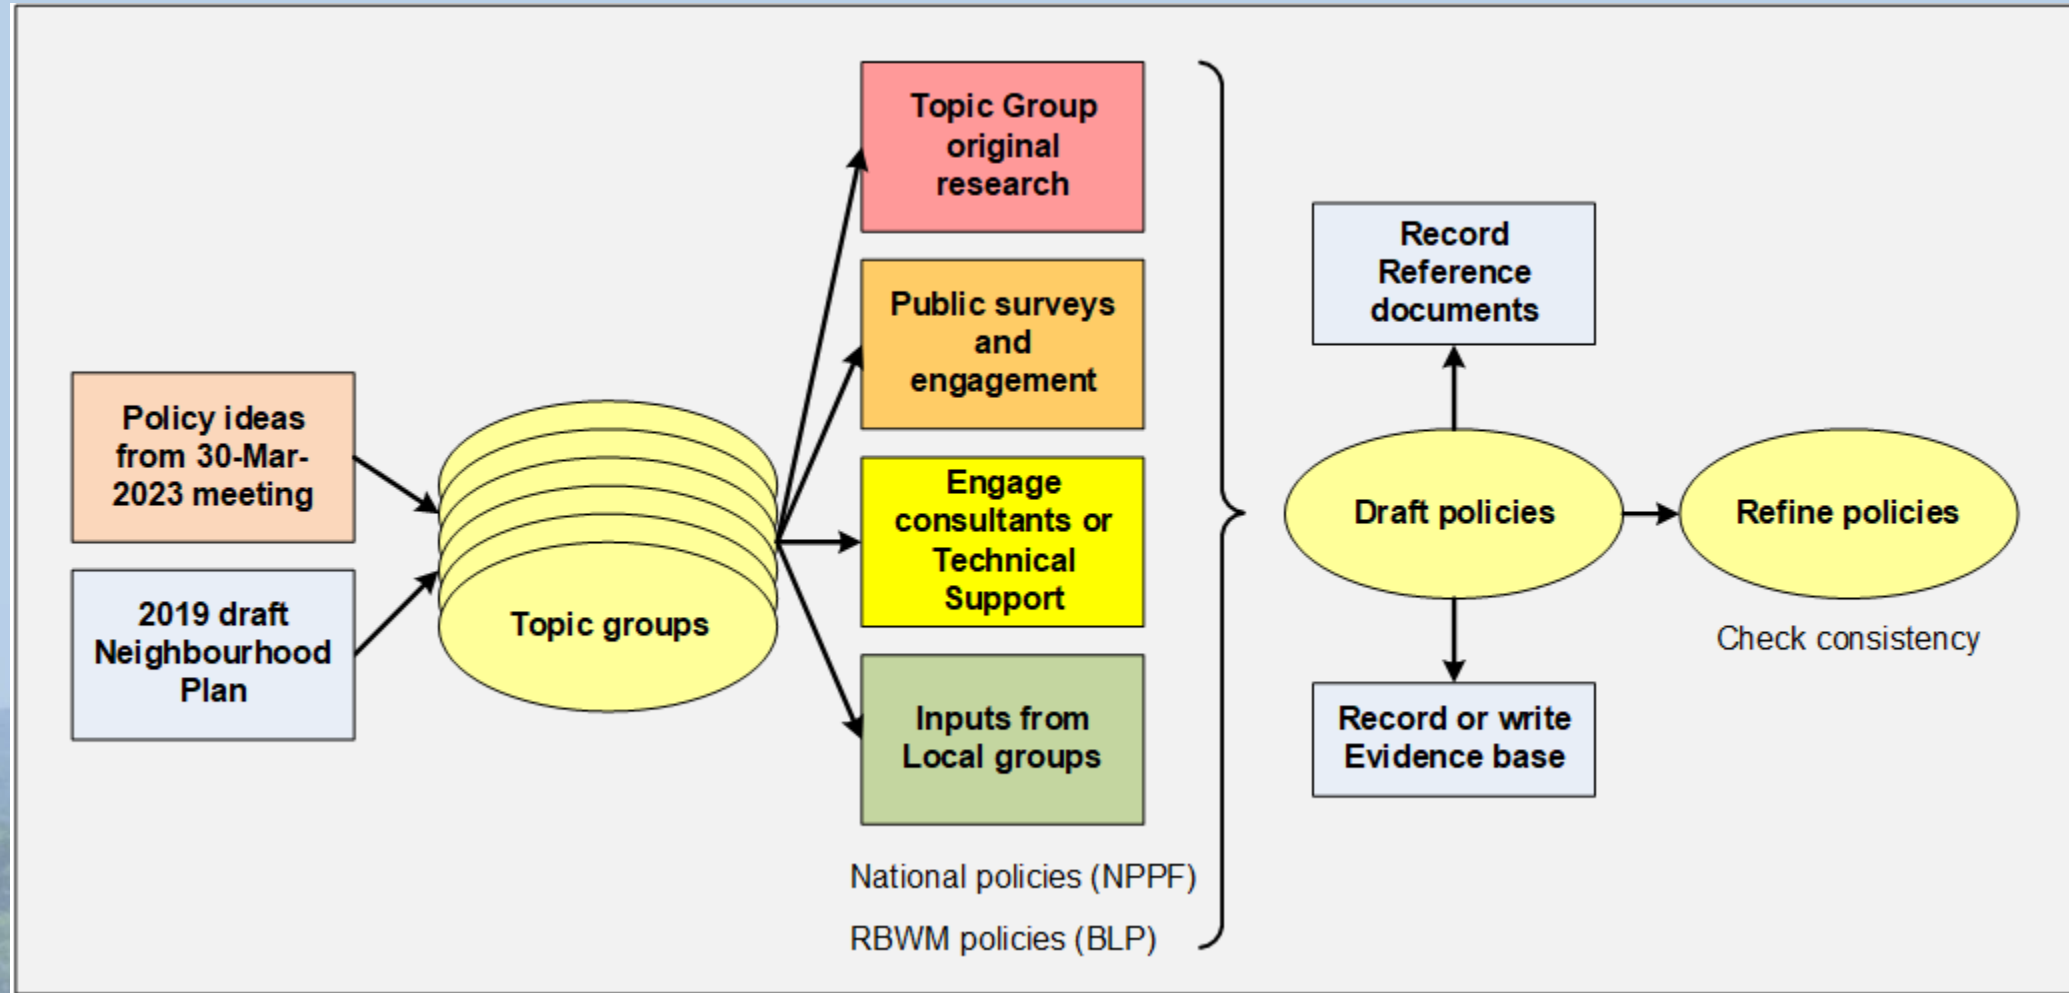 Policy ideas
from 30-Mar-
2023 meeting
2019 draft
Neighbourhood
Plan
Topic groups
Topic Group
original
research
Public surveys
and
engagement
Engage
consultants or
Technical
Support
Inputs from
Local groups
National policies (NPPF)
RBWM policies (BLP)
Record
Reference
documents
Draft policies
Record or write
Evidence base
Refine policies
Check consistency